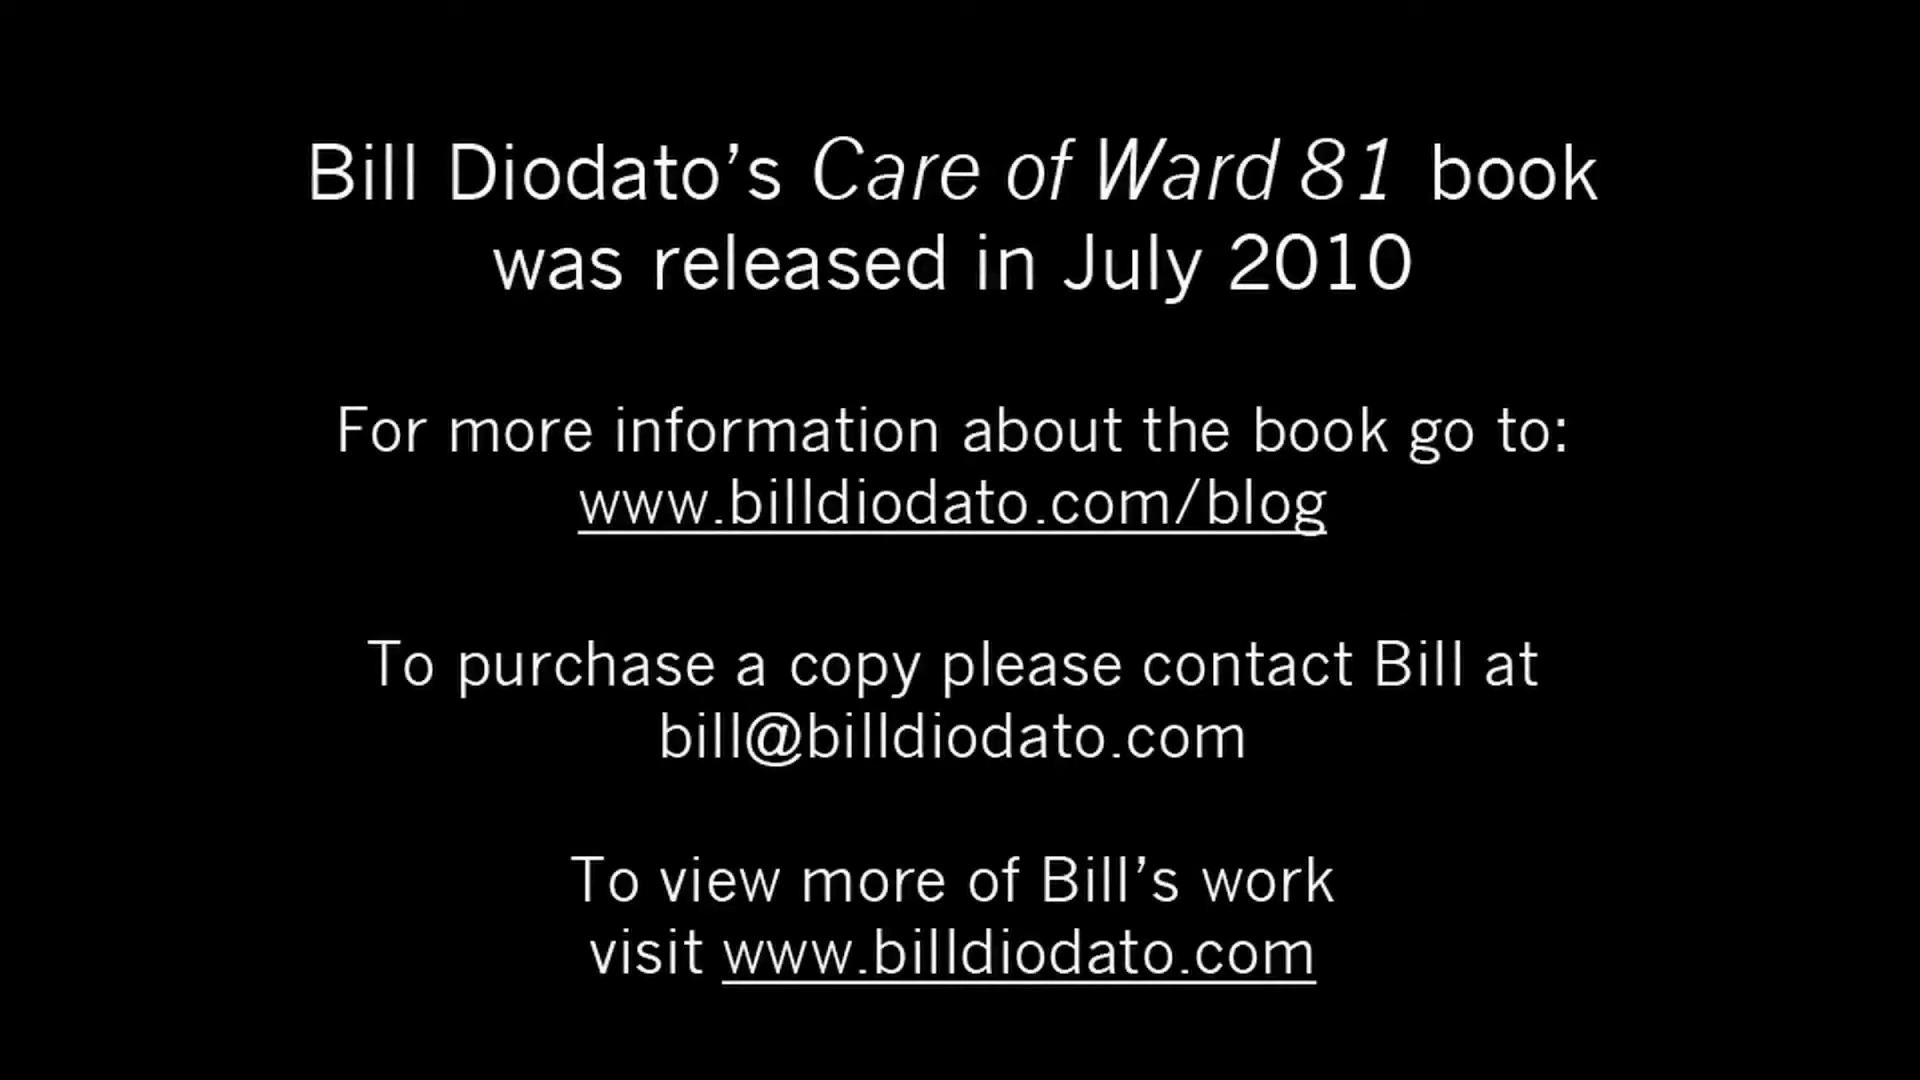 Bill Diodato’s Care of Ward 81 book
was released in July 2010
For more information about the book go to:
www.billdiodato.com/blog
To purchase a copy please contact Bill at
bill@billdiodato.com
To view more of Bill’s work
visit www.billdiodato.com